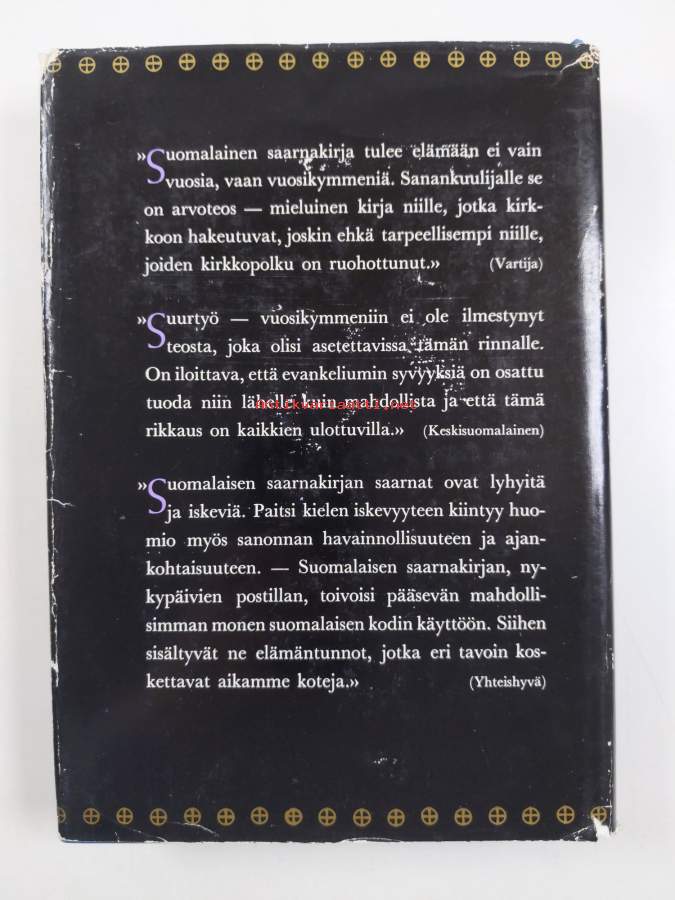 »Suomalainen saarnakirja tulee elämään ei vain
vuosia, vaan vuosikymmeniä. Sanankuulijalle se
on arvoteos — mieluinen kirja niille, jotka kirk-
koon hakeutuvat, joskin ehkä tarpeellisempi niille,
joiden kirkkopolku on ruohottunut.» (Vartija)
»Suurtyö — vuosikymmeniin ei ole ilmestynyt
teosta, joka olisi asetettavissa tämän rinnalle.
On iloittava, että evankeliumin syvyyksiä on osattu
tuoda niin lähelle kuin mahdollista ja että tämä
Antikvariaatti.net
rikkaus on kaikkien ulottuvilla.» (Keskisuomalainen)
»Suomalaisen saarnakirjan saarnat ovat lyhyitä
ja iskeviä. Paitsi kielen iskevyyteen kiintyy huo-
mio myös sanonnan havainnollisuuteen ja ajan-
kohtaisuuteen. — Suomalaisen saarnakirjan, ny-
kypäivien postillan, toivoisi pääsevän mahdolli-
simman monen suomalaisen kodin käyttöön. Siihen
sisältyvät ne elämäntunnot, jotka eri tavoin kos-
kettavat aikamme koteja.» (Yhteishyvä)